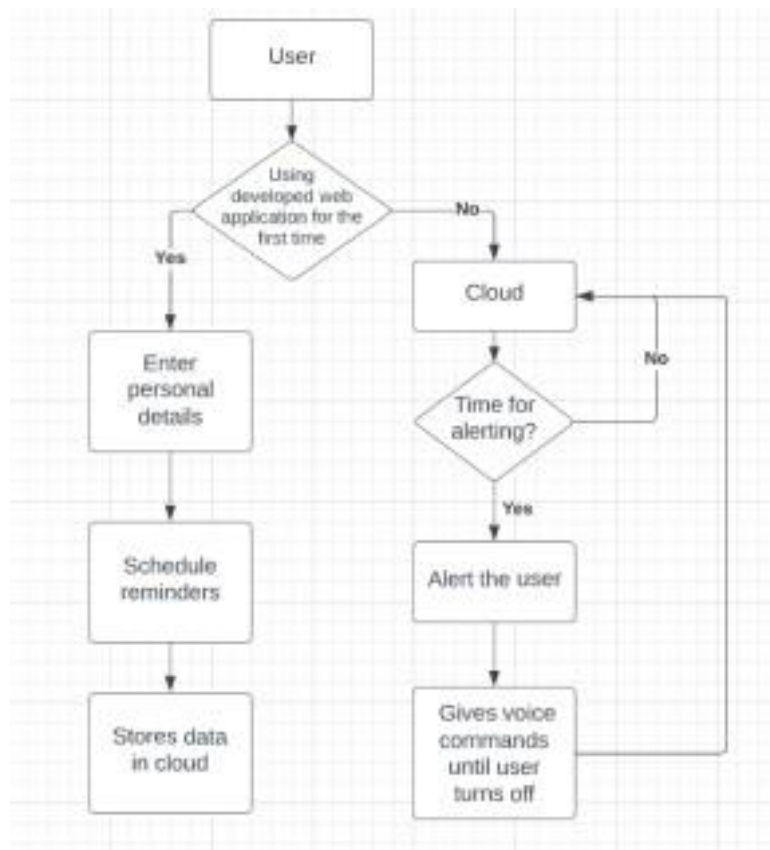 User
Using
developed web
application for the
first time
No
Yes
Cloud
Enter
personal
details
No
Time for
alerting?
Yes
Schedule
reminders
Alert the user
Stores data
in cloud
Gives voice
commands
until user
turns off